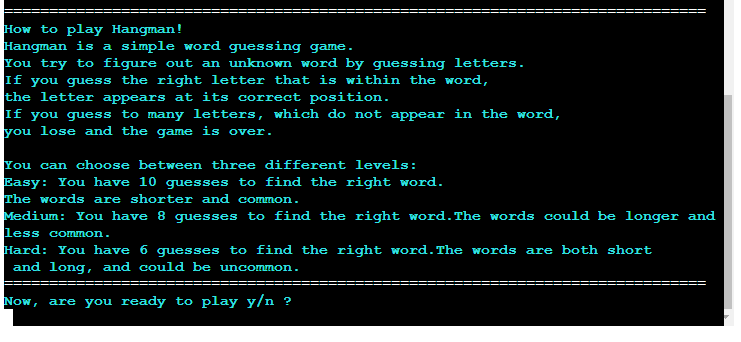 ==============================================================================
How to play Hangman!
Hangman is a simple word guessing game.
You try to figure out an unknown word by guessing letters.
If you guess the right letter that is within the word,
the letter appears at its correct position.
If you guess to many letters, which do not appear in the word,
you lose and the game is over.
You can choose between three different levels:
Easy: You have 10 guesses to find the right word.
The words are shorter and common.
Medium: You have 8 guesses to find the right word.The words could be longer and
less common.
Hard: You have 6 guesses to find the right word.The words are both short
 and long, and could be uncommon.
==============================================================================
Now, are you ready to play y/n ?